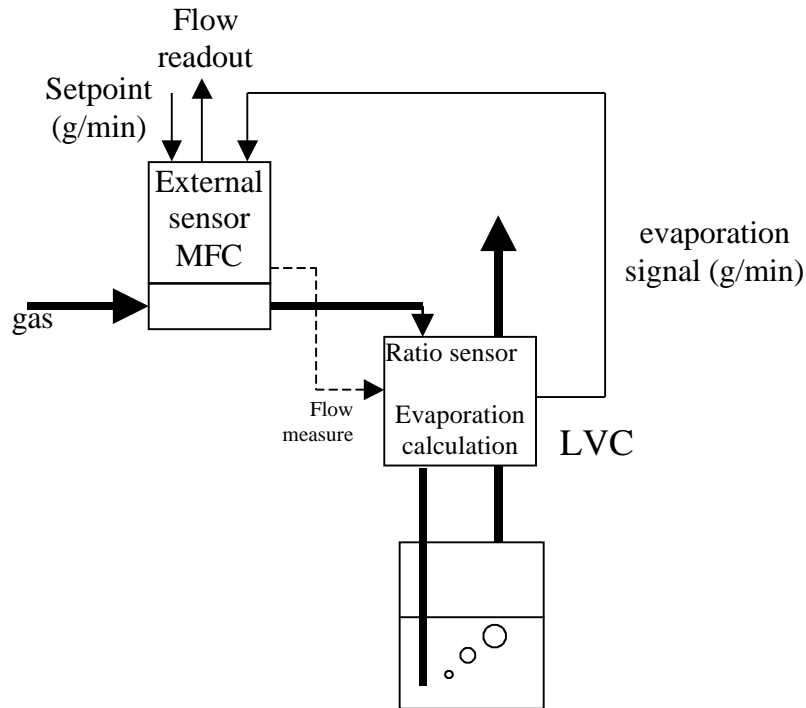 Flow
readout
Setpoint
(g/min)
External
sensor
MFC
gas
evaporation
signal (g/min)
Ratio sensor
Flow
measure
Evaporation
calculation
LVC